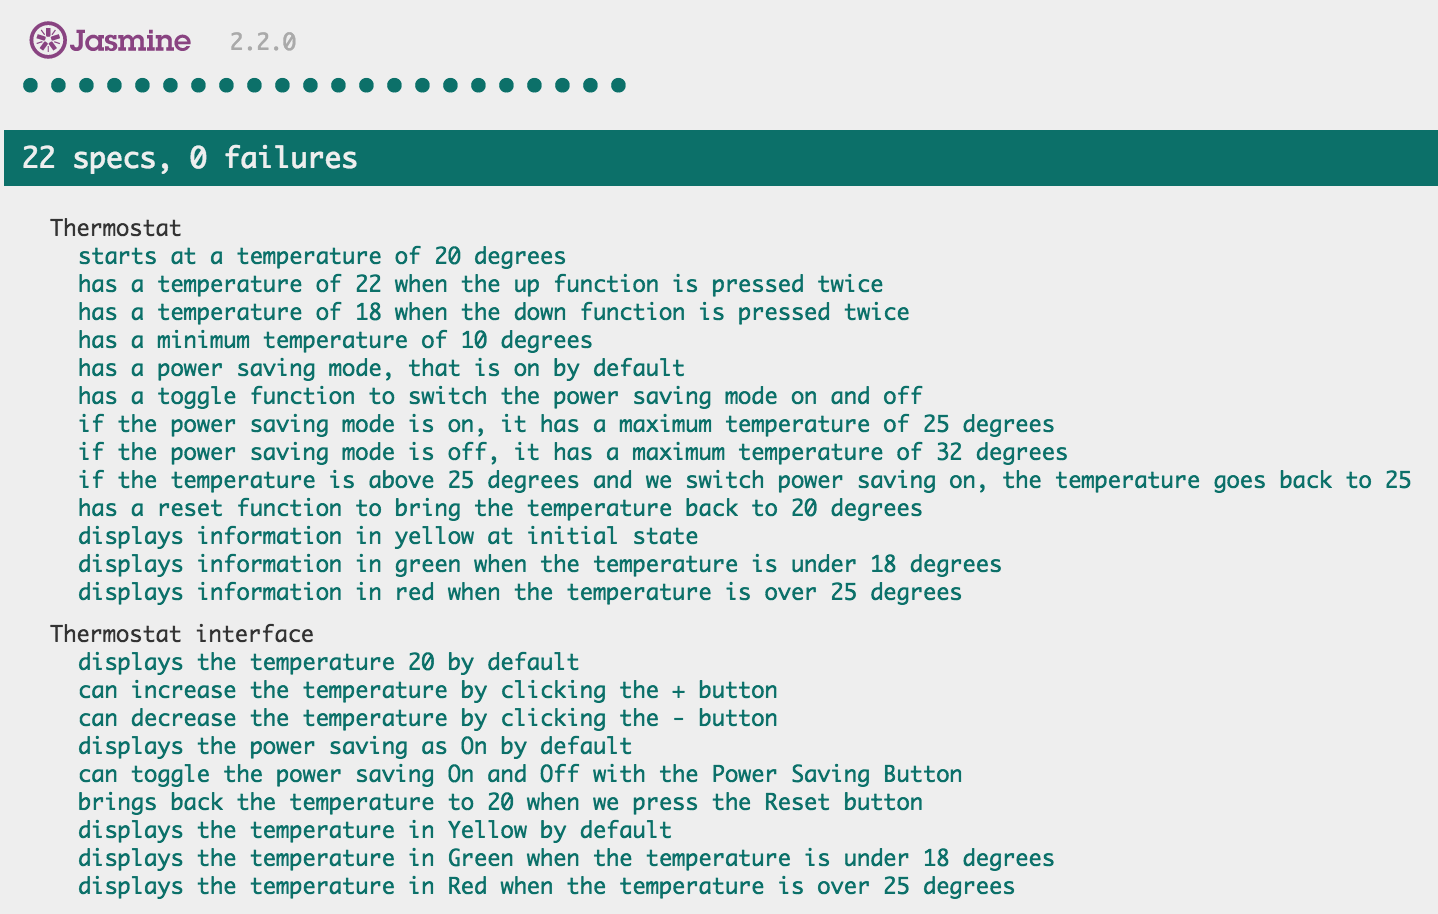 Jasmine 2.2.0
22 specs, 0 failures
Thermostat
starts at a temperature of 20 degrees
has a temperature of 22 when the up function is pressed twice
has a temperature of 18 when the down function is pressed twice
has a minimum temperature of 10 degrees
has a power saving mode, that is on by default
has a toggle function to switch the power saving mode on and off
if the power saving mode is on, it has a maximum temperature of 25 degrees
if the power saving mode is off, it has a maximum temperature of 32 degrees
if the temperature is above 25 degrees and we switch power saving on, the temperature goes back to 25
has a reset function to bring the temperature back to 20 degrees
displays information in yellow at initial state
displays information in green when the temperature is under 18 degrees
displays information in red when the temperature is over 25 degrees
Thermostat interface
displays the temperature 20 by default
can increase the temperature by clicking the + button
can decrease the temperature by clicking the - button
displays the power saving as On by default
can toggle the power saving On and Off with the Power Saving Button
brings back the temperature to 20 when we press the Reset button
displays the temperature in Yellow by default
displays the temperature in Green when the temperature is under 18 degrees
displays the temperature in Red when the temperature is over 25 degrees